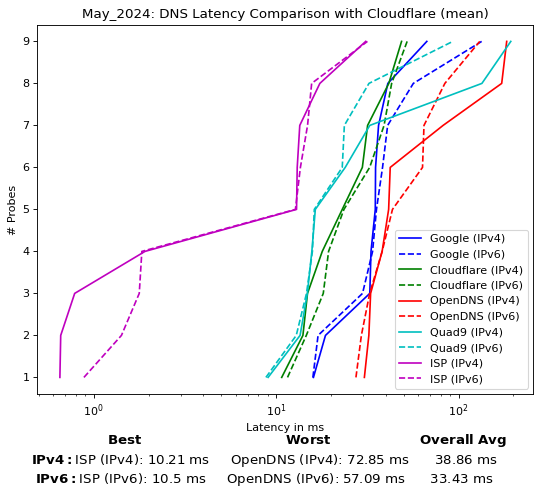 May_2024: DNS Latency Comparison with Cloudflare (mean)
9
8
7
6
5
4
3
2
1
# Probes
Google (IPv4)
Google (IPv6)
Cloudflare (IPv4)
Cloudflare (IPv6)
OpenDNS (IPv4)
OpenDNS (IPv6)
Quad9 (IPv4)
Quad9 (IPv6)
ISP (IPv4)
ISP (IPv6)
10⁰ 10¹ 10²
Latency in ms
Best Worst Overall Avg
IPv4: ISP (IPv4): 10.21 ms OpenDNS (IPv4): 72.85 ms 38.86 ms
IPv6: ISP (IPv6): 10.5 ms OpenDNS (IPv6): 57.09 ms 33.43 ms